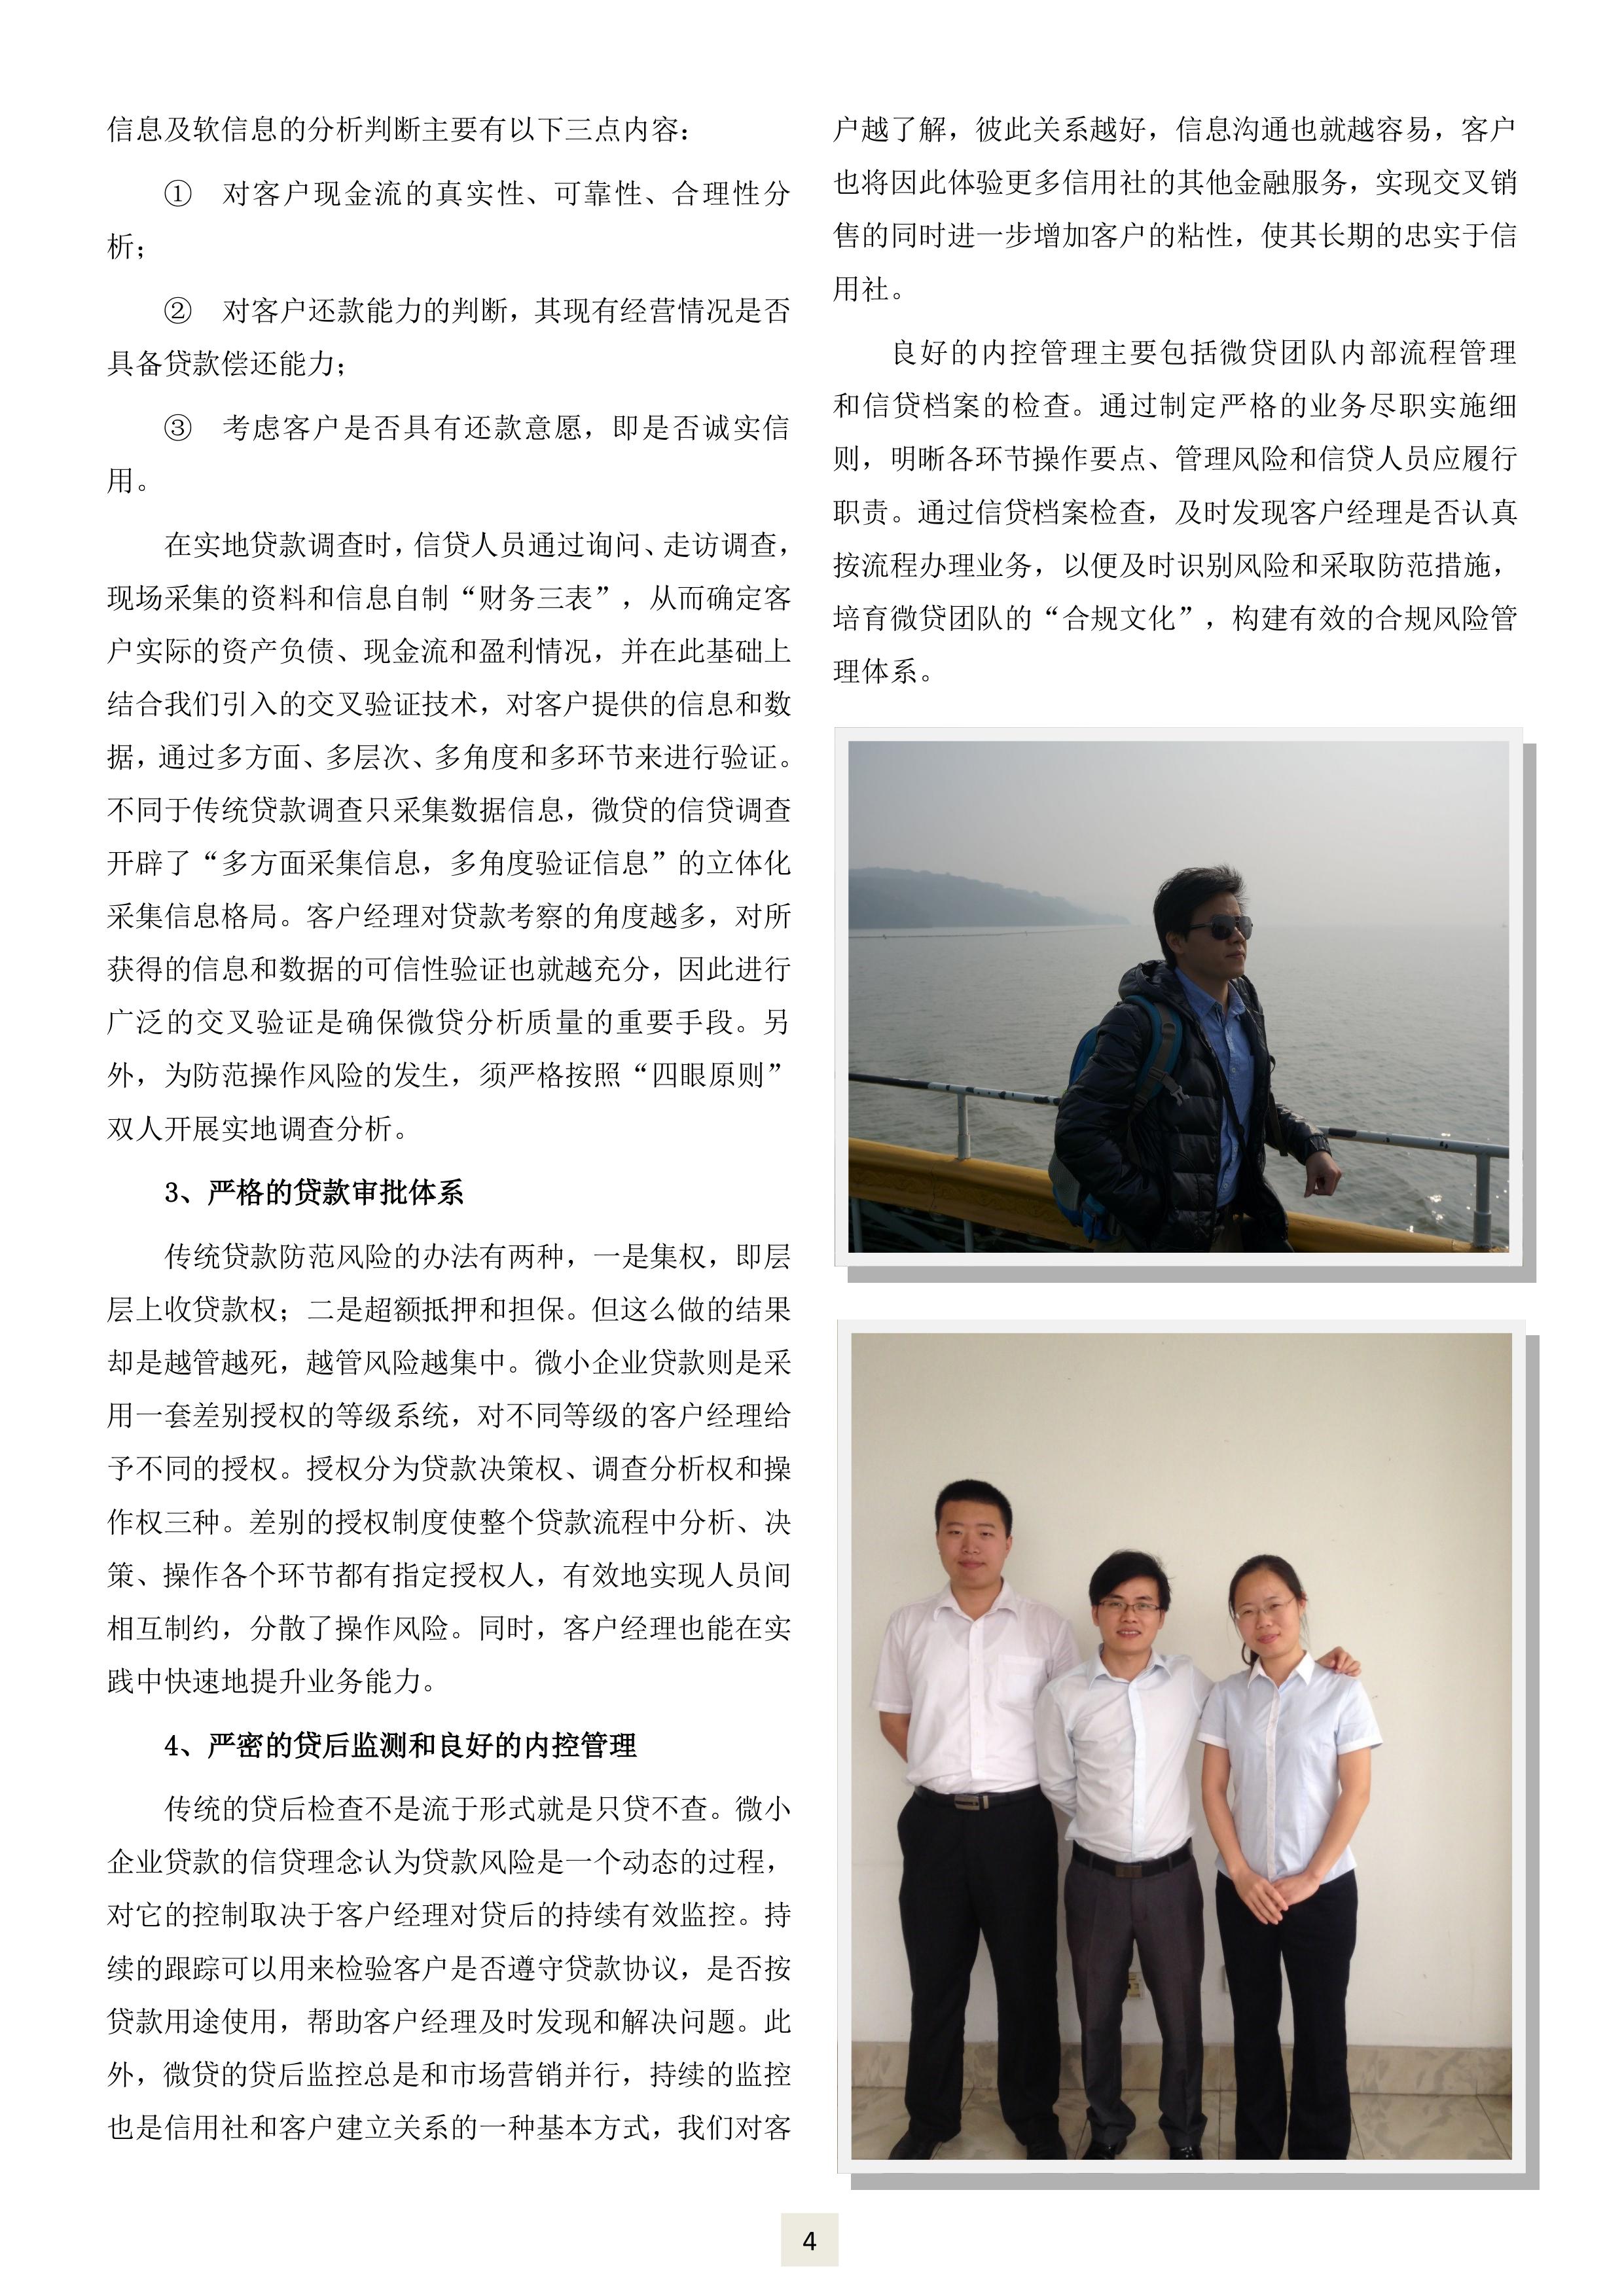 信息及软信息的分析判断主要有以下三点内容：
① 对客户现金流的真实性、可靠性、合理性分
析；
② 对客户还款能力的判断，其现有经营情况是否
具备贷款偿还能力；
③ 考虑客户是否具有还款意愿，即是否诚实信
用。
在实地贷款调查时，信贷人员通过询问、走访调查，
现场采集的资料和信息自制“财务三表”，从而确定客
户实际的资产负债、现金流和盈利情况，并在此基础上
结合我们引入的交叉验证技术，对客户提供的信息和数
据，通过多方面、多层次、多角度和多环节来进行验证。
不同于传统贷款调查只采集数据信息，微贷的信贷调查
开辟了“多方面采集信息，多角度验证信息”的立体化
采集信息格局。客户经理对贷款考察的角度越多，对所
获得的信息和数据的可信性验证也就越充分，因此进行
广泛的交叉验证是确保微贷分析质量的重要手段。另
外，为防范操作风险的发生，须严格按照“四眼原则”
双人开展实地调查分析。
3、严格的贷款审批体系
传统贷款防范风险的办法有两种，一是集权，即层
层上收贷款权；二是超额抵押和担保。但这么做的结果
却是越管越死，越管风险越集中。微小企业贷款则是采
用一套差别授权的等级系统，对不同等级的客户经理给
予不同的授权。授权分为贷款决策权、调查分析权和操
作权三种。差别的授权制度使整个贷款流程中分析、决
策、操作各个环节都有指定授权人，有效地实现人员间
相互制约，分散了操作风险。同时，客户经理也能在实
践中快速地提升业务能力。
4、严密的贷后监测和良好的内控管理
传统的贷后检查不是流于形式就是只贷不查。微小
企业贷款的信贷理念认为贷款风险是一个动态的过程，
对它的控制取决于客户经理对贷后的持续有效监控。持
续的跟踪可以用来检验客户是否遵守贷款协议，是否按
贷款用途使用，帮助客户经理及时发现和解决问题。此
外，微贷的贷后监控总是和市场营销并行，持续的监控
也是信用社和客户建立关系的一种基本方式，我们对客
户越了解，彼此关系越好，信息沟通也就越容易，客户
也将因此体验更多信用社的其他金融服务，实现交叉销
售的同时进一步增加客户的粘性，使其长期的忠实于信
用社。
良好的内控管理主要包括微贷团队内部流程管理
和信贷档案的检查。通过制定严格的业务尽职实施细
则，明晰各环节操作要点、管理风险和信贷人员应履行
职责。通过信贷档案检查，及时发现客户经理是否认真
按流程办理业务，以便及时识别风险和采取防范措施，
培育微贷团队的“合规文化”，构建有效的合规风险管
理体系。
4